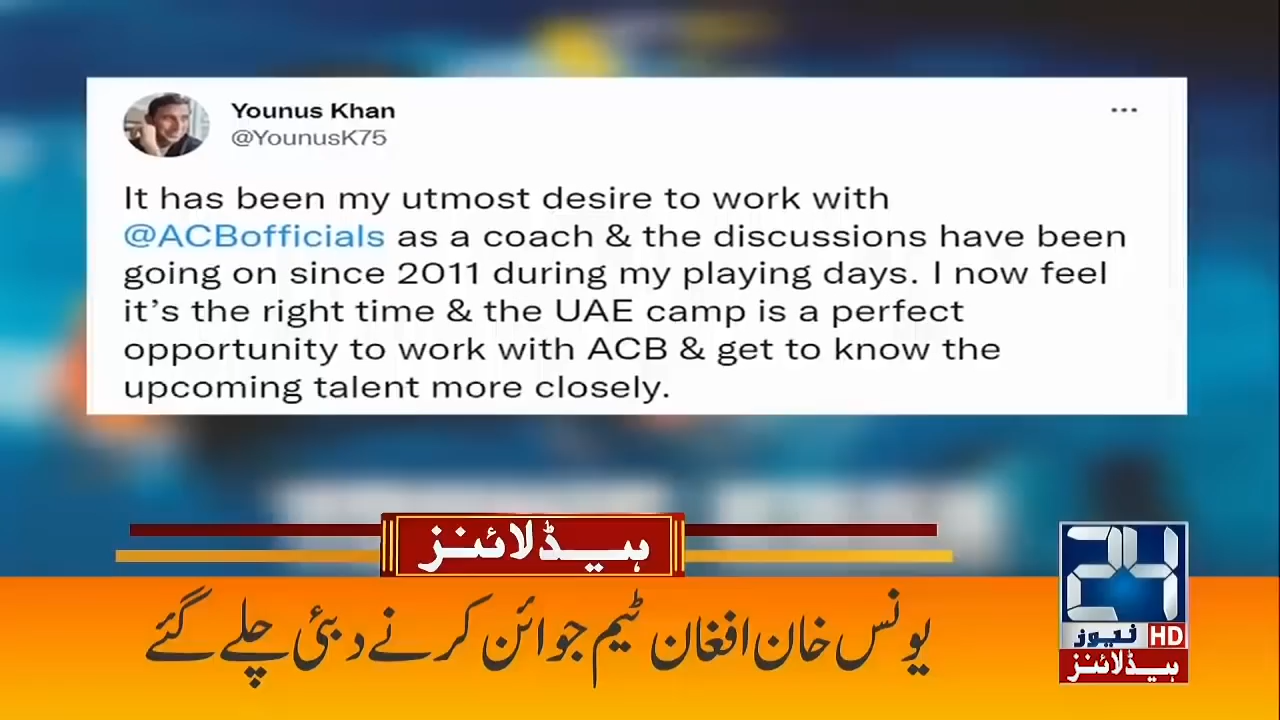 Younus Khan
@YounusK75
It has been my utmost desire to work with
@ACBofficials as a coach & the discussions have been
going on since 2011 during my playing days. I now feel
it’s the right time & the UAE camp is a perfect
opportunity to work with ACB & get to know the
upcoming talent more closely.
ہیڈلائنز
یونس خان افغان ٹیم جوائن کرنے دبئی چلے گئے
24
نیوز HD
ہیڈلائنز